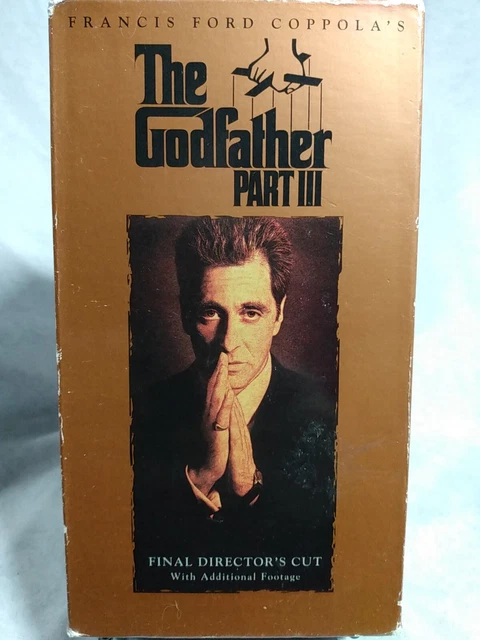 FRANCIS FORD COPPOLA'S
The
Godfather
PART III
FINAL DIRECTOR'S CUT
With Additional Footage